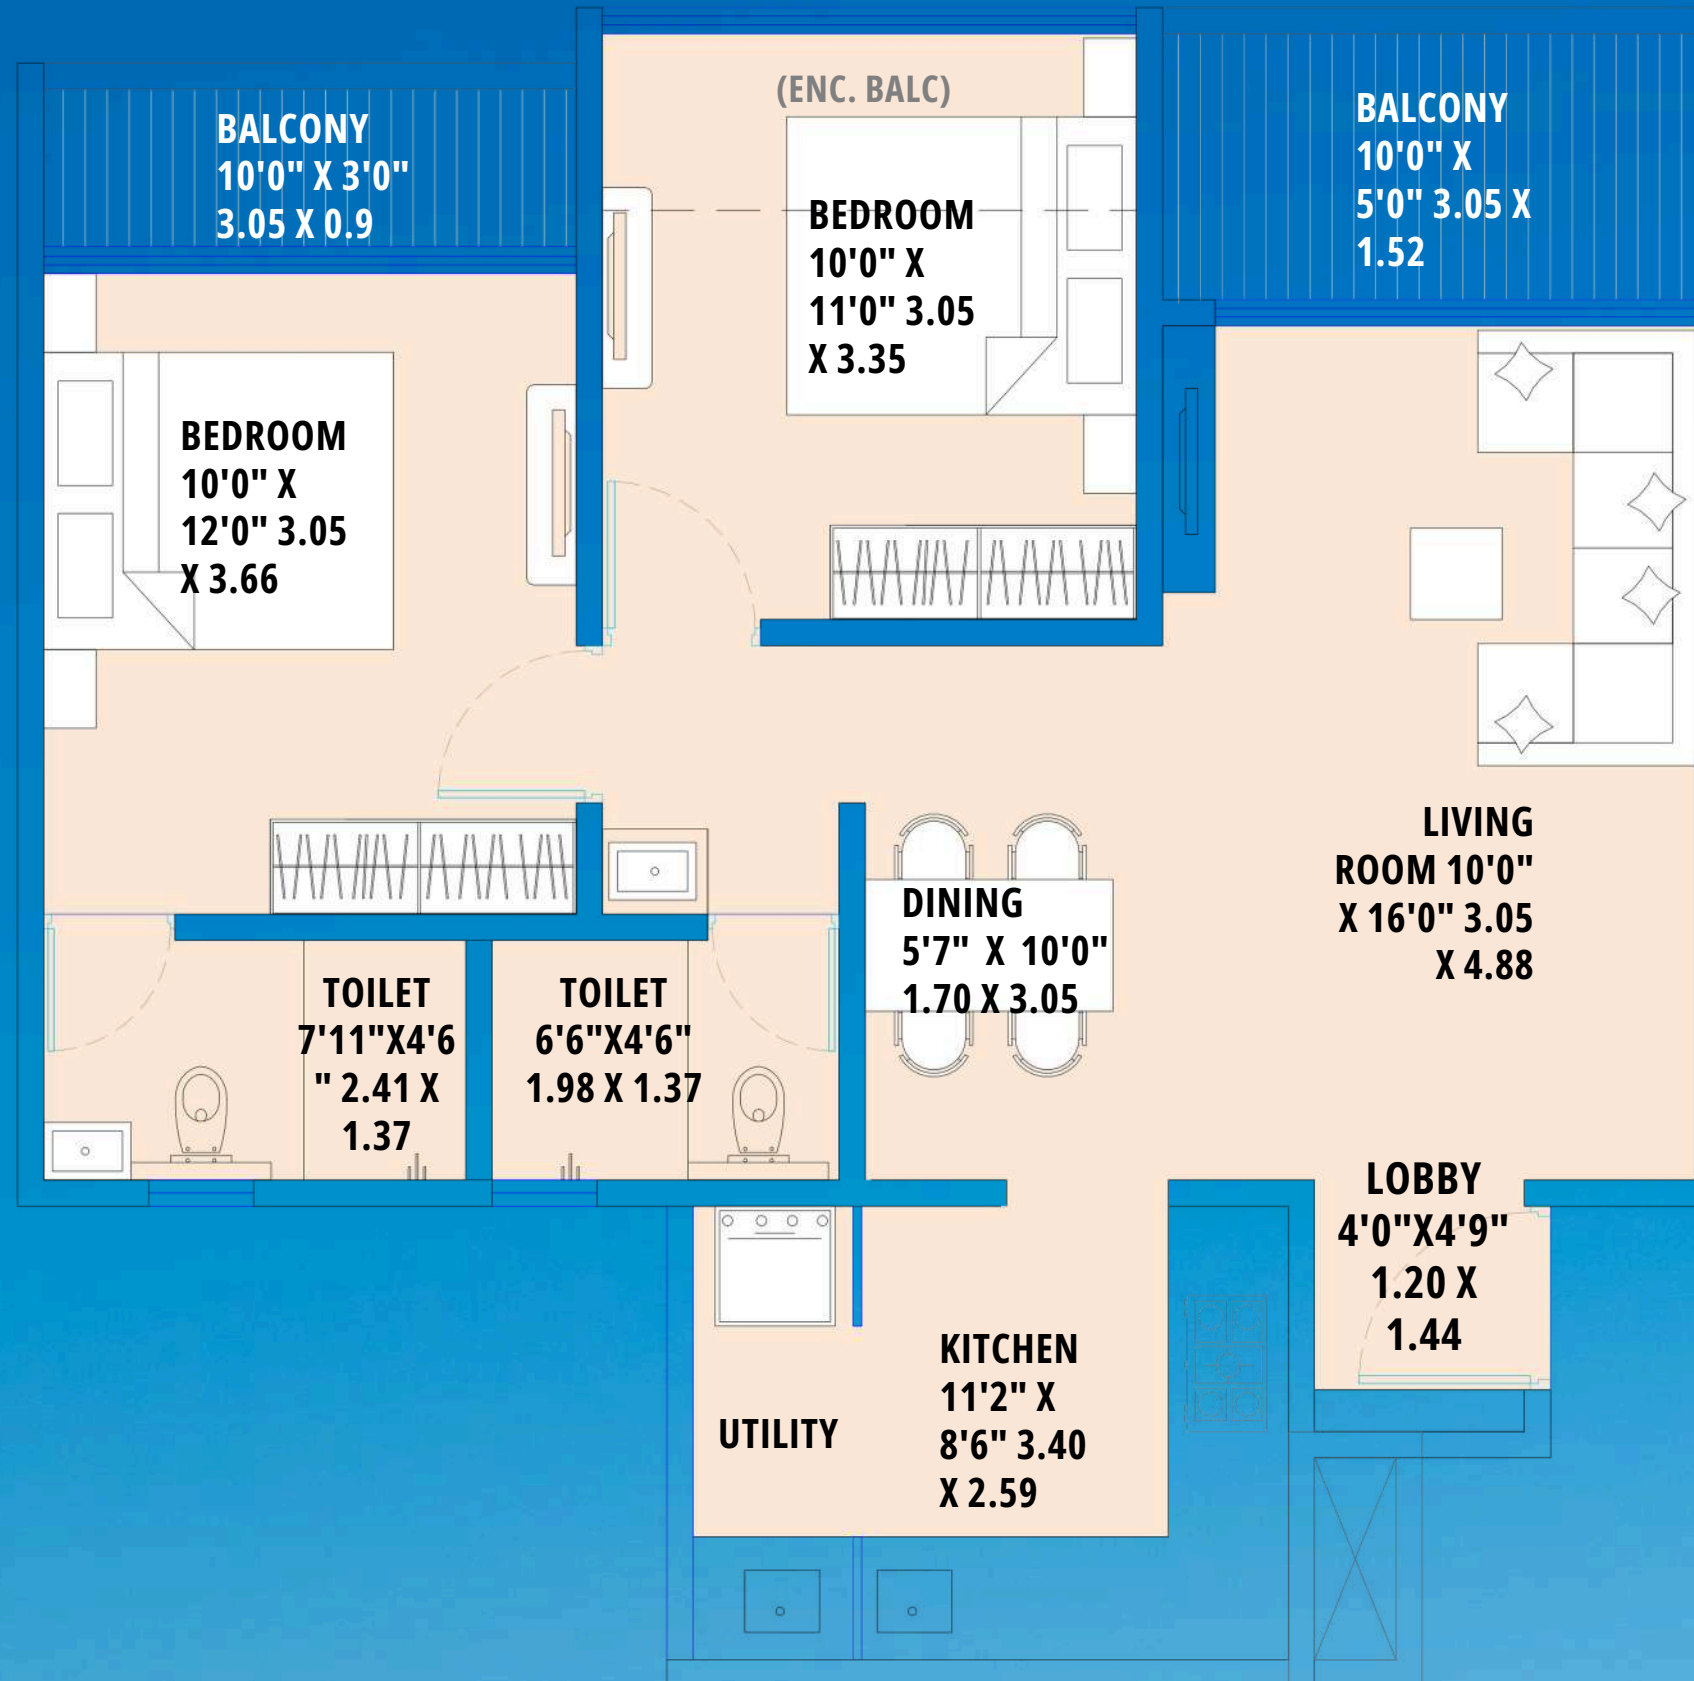 (ENC. BALC)
BALCONY
10'0" X 3'0"
3.05 X 0.9
BEDROOM
10'0" X
11'0" 3.05
X 3.35
BALCONY
10'0" X
5'0" 3.05 X
1.52
BEDROOM
10'0" X
12'0" 3.05
X 3.66
LIVING
ROOM 10'0"
X 16'0" 3.05
X 4.88
DINING
5'7" X 10'0"
1.70 X 3.05
TOILET
7'11"X4'6
" 2.41 X
1.37
TOILET
6'6"X4'6"
1.98 X 1.37
LOBBY
4'0"X4'9"
1.20 X
1.44
KITCHEN
11'2" X
8'6" 3.40
X 2.59
UTILITY